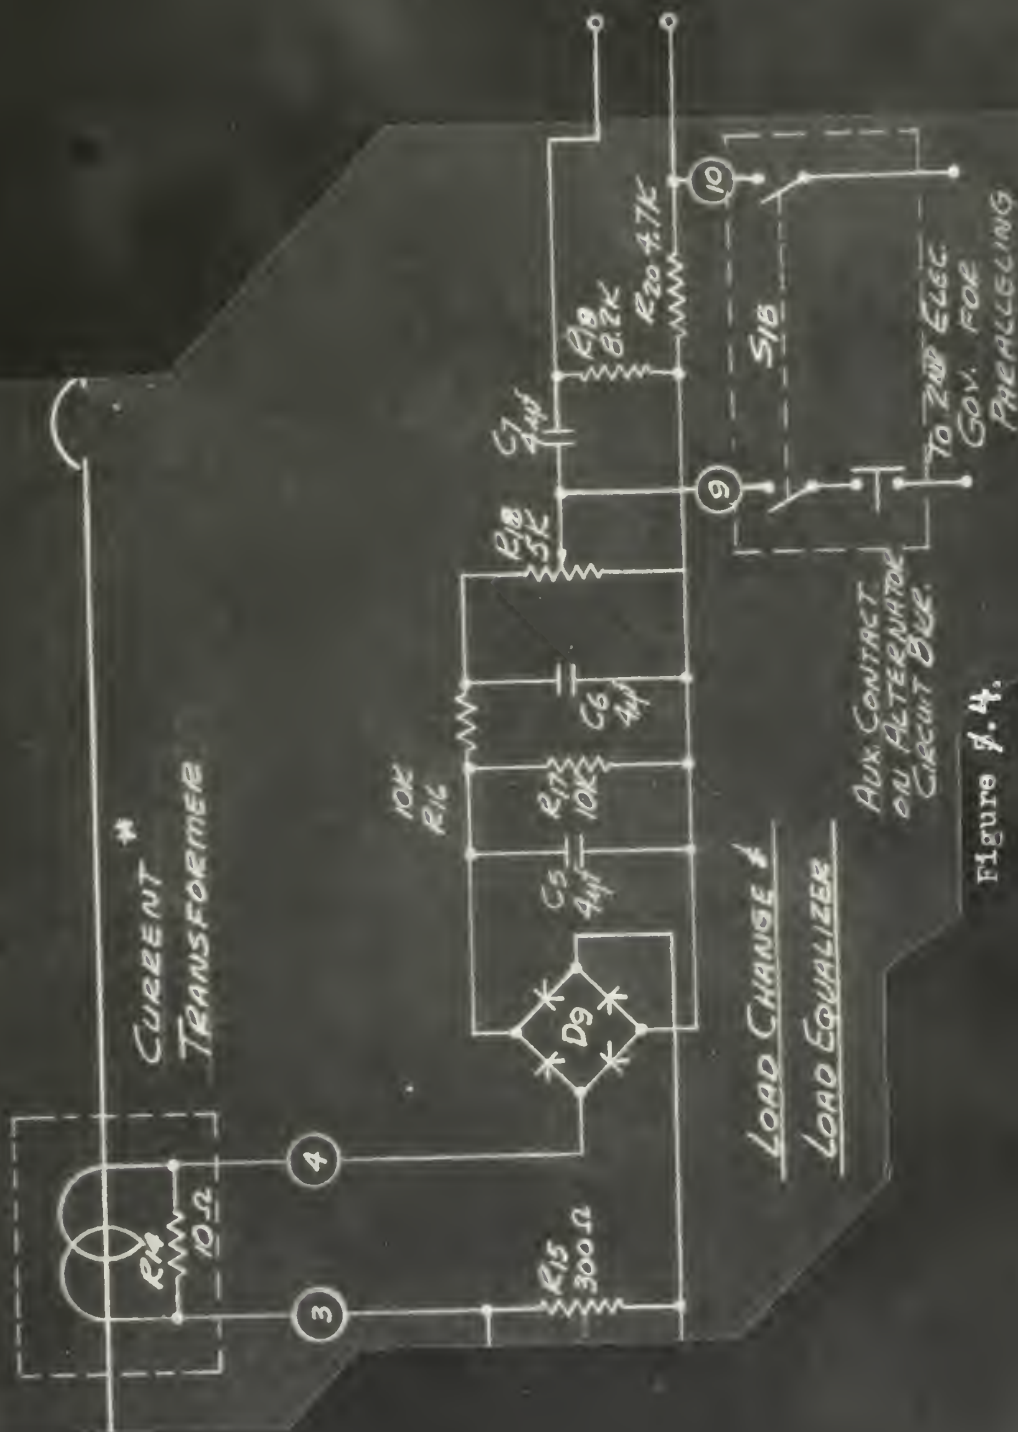 CURRENT *
TRANSFORMER
R14
10Ω
3
4
R15
300Ω
D9
C5
4µf
R17
10K
10K
R16
C6
4µf
R18
5K
C7
4µf
R19
8.2K
R20 4.7K
9
10
S1B
LOAD CHANGE &
LOAD EQUALIZER
AUX. CONTACT
ON ALTERNATOR
CIRCUIT BKR.
TO 2ND ELEC.
GOV. FOR
PARALLELING
Figure 7.4.